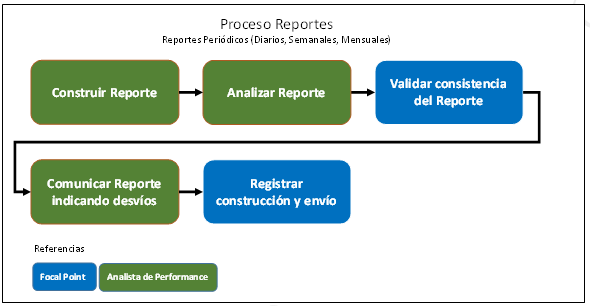 Proceso Reportes
Reportes Periódicos (Diarios, Semanales, Mensuales)
Construir Reporte
Analizar Reporte
Validar consistencia
del Reporte
Comunicar Reporte
indicando desvíos
Registrar
construcción y envío
Referencias
Focal Point
Analista de Performance